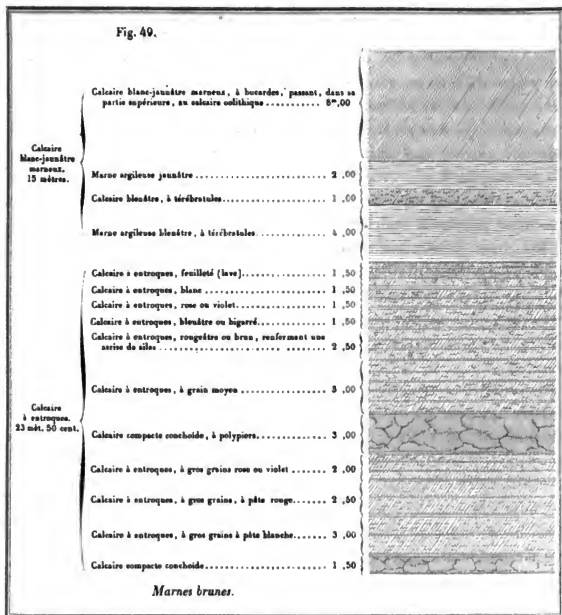 Fig. 49.
Calcaire blanc-jaunâtre marneux, à bucardes, passant, dans sa
partie supérieure, au calcaire oolithique .......... 8m,00
Calcaire
blanc-jaunâtre
marneux.
15 mètres.
Marne argileuse jaunâtre .......... 2 ,00
Calcaire bleuâtre, à térébratules .......... 1 ,00
Marne argileuse bleuâtre, à térébratules .......... 4 ,00
Calcaire à entroques, feuilleté (lave) .......... 1 ,50
Calcaire à entroques, blanc .......... 1 ,50
Calcaire à entroques, rose ou violet .......... 1 ,50
Calcaire à entroques, bleuâtre ou bigarré .......... 1 ,50
Calcaire à entroques, rougeâtre ou brun, renfermant une
assise de silex .......... 2 ,50
Calcaire à entroques, à grain moyen .......... 3 ,00
Calcaire
à entroques.
23 mèt. 50 cent.
Calcaire compacte conchoïde, à polypiers .......... 3 ,00
Calcaire à entroques, à gros grains rose ou violet .......... 2 ,00
Calcaire à entroques, à gros grains, à pâte rouge .......... 2 ,50
Calcaire à entroques, à gros grains à pâte blanche .......... 3 ,00
Calcaire compacte conchoïde .......... 1 ,50
Marnes brunes.